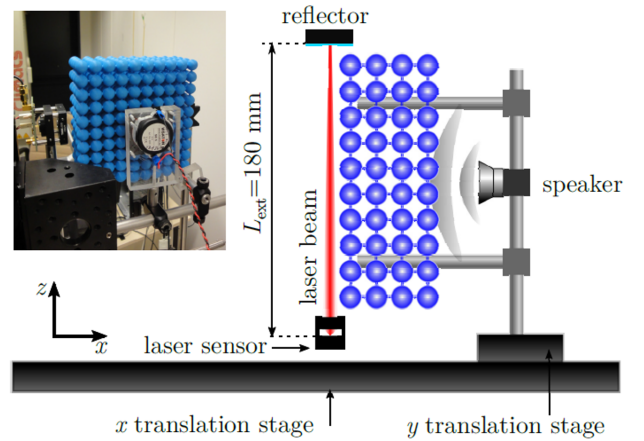 reflector
L_ext=180 mm
laser beam
speaker
z
x
laser sensor
x translation stage
y translation stage